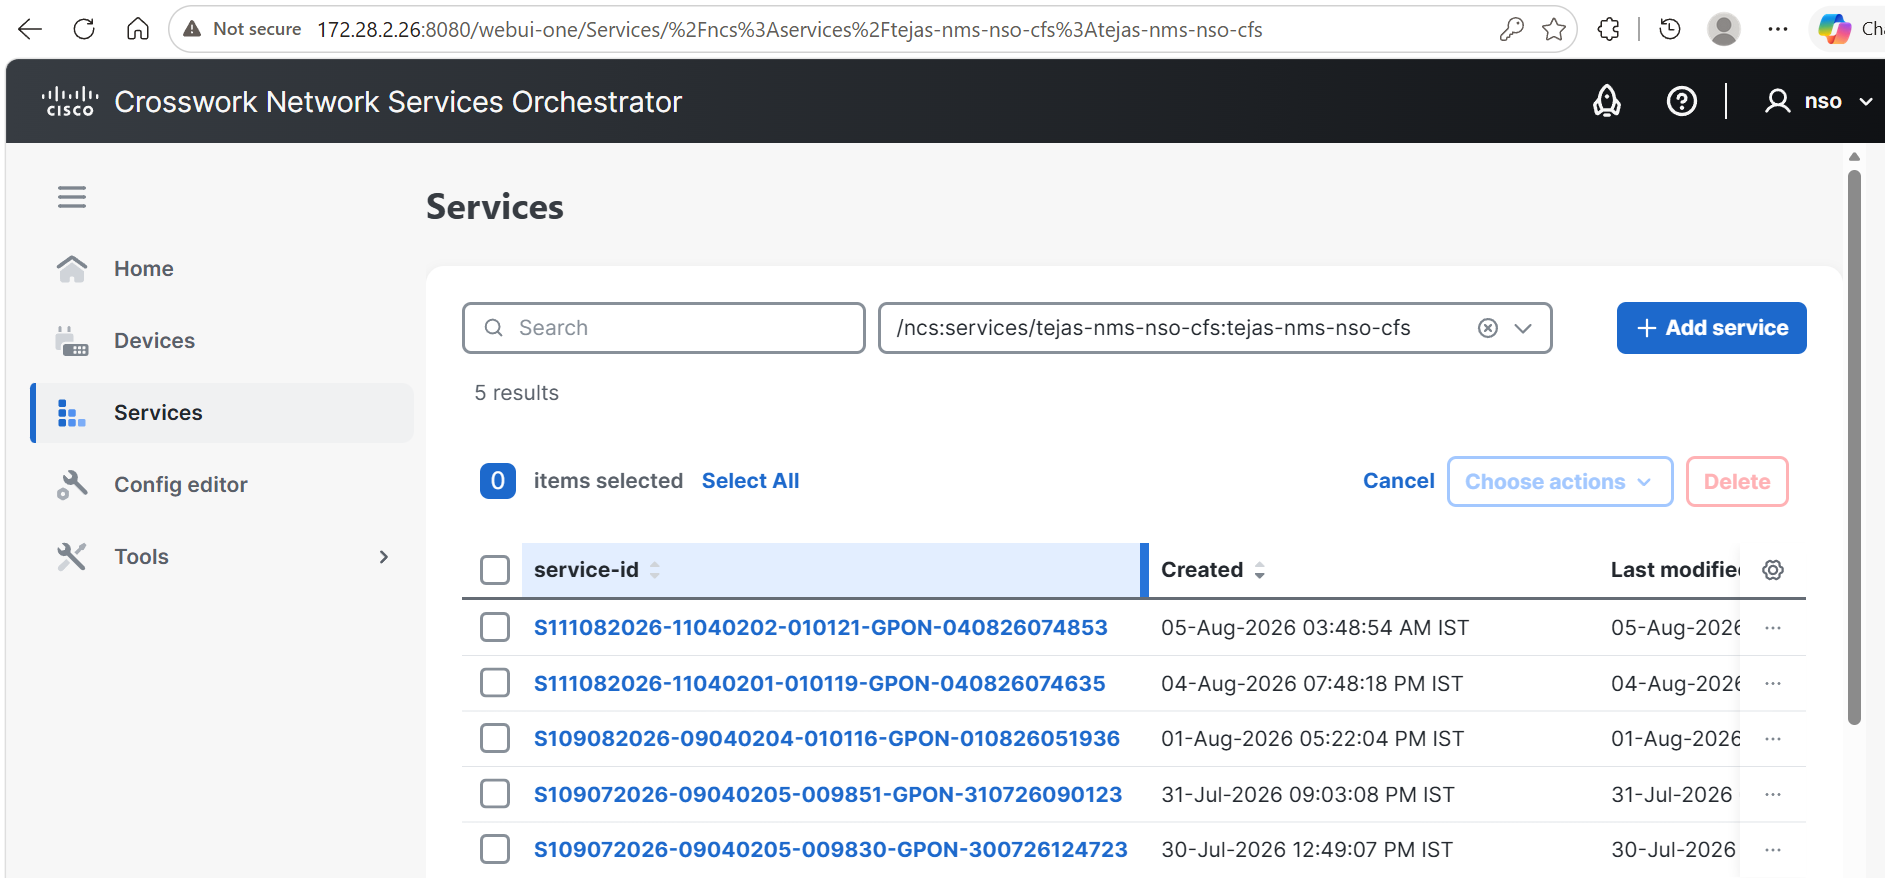 Not secure 172.28.2.26:8080/webui-one/Services/%2Fncs%3Aservices%2Ftejas-nms-nso-cfs%3Atejas-nms-nso-cfs
cisco Crosswork Network Services Orchestrator nso
Services
Home
Devices
Services
Config editor
Tools
Search /ncs:services/tejas-nms-nso-cfs:tejas-nms-nso-cfs + Add service
5 results
0 items selected Select All Cancel Choose actions Delete
service-id Created Last modified
S111082026-11040202-010121-GPON-040826074853 05-Aug-2026 03:48:54 AM IST 05-Aug-2026
S111082026-11040201-010119-GPON-040826074635 04-Aug-2026 07:48:18 PM IST 04-Aug-2026
S109082026-09040204-010116-GPON-010826051936 01-Aug-2026 05:22:04 PM IST 01-Aug-2026
S109072026-09040205-009851-GPON-310726090123 31-Jul-2026 09:03:08 PM IST 31-Jul-2026
S109072026-09040205-009830-GPON-300726124723 30-Jul-2026 12:49:07 PM IST 30-Jul-2026